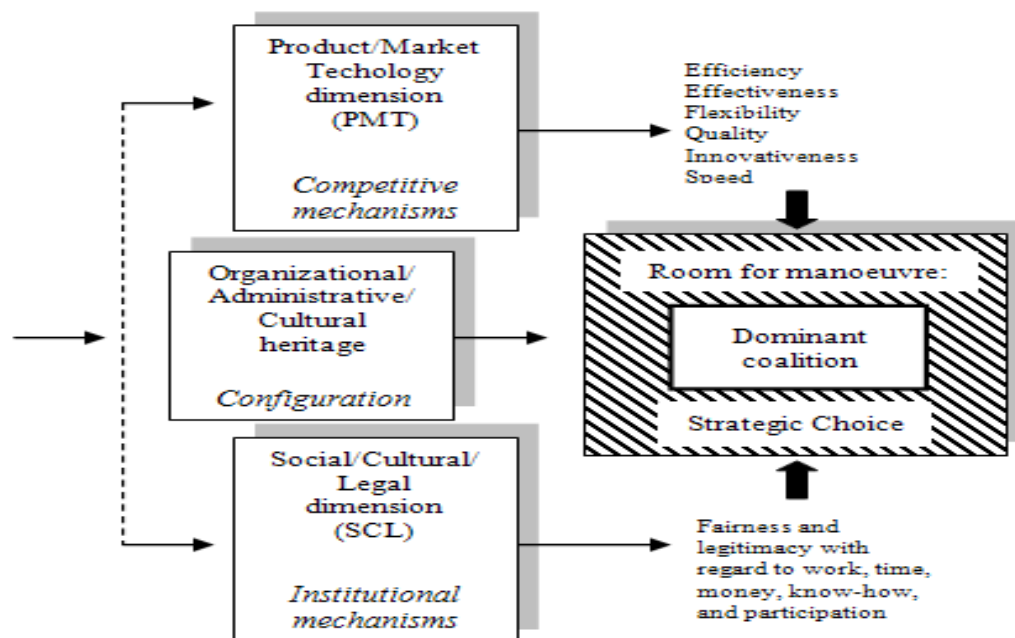 Product/Market
Techology
dimension
(PMT)
Competitive
mechanisms
Efficiency
Effectiveness
Flexibility
Quality
Innovativeness
Speed
Organizational/
Administrative/
Cultural
heritage
Configuration
Room for manoeuvre:
Dominant
coalition
Strategic Choice
Social/Cultural/
Legal
dimension
(SCL)
Institutional
mechanisms
Fairness and
legitimacy with
regard to work, time,
money, know-how,
and participation